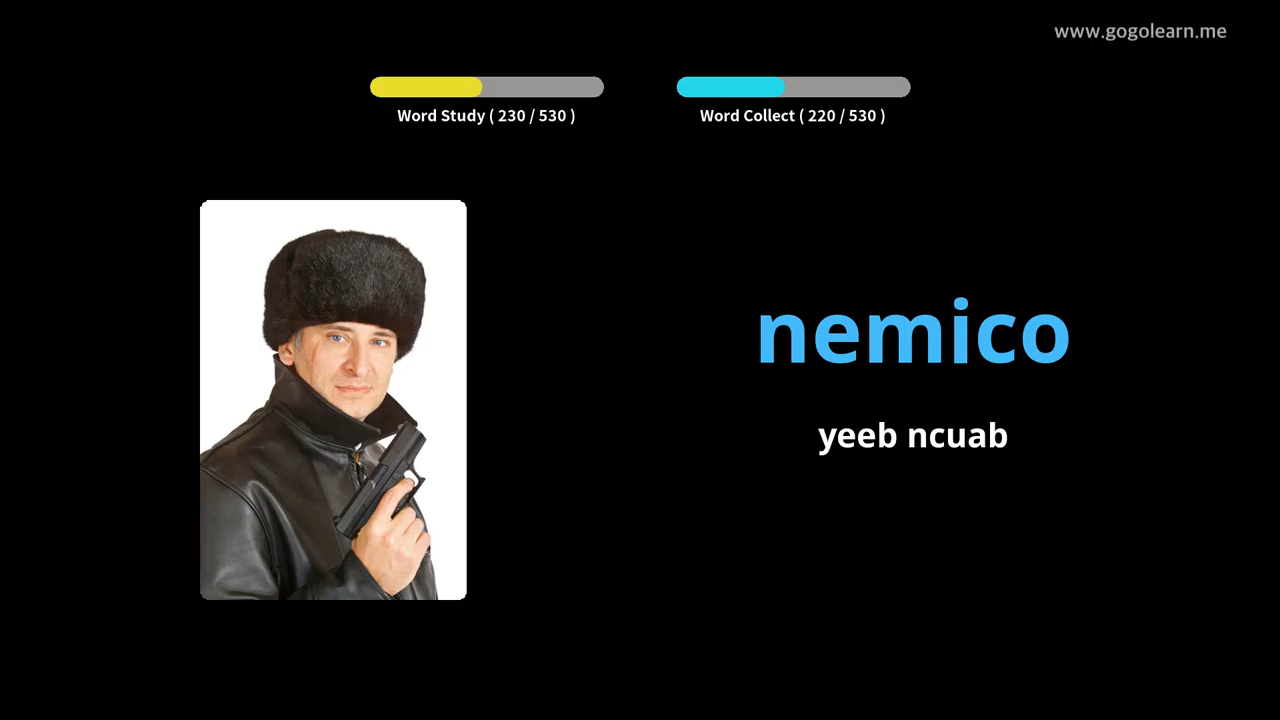 www.gogolearn.me
Word Study ( 230 / 530 )
Word Collect ( 220 / 530 )
nemico
yeeb ncuab